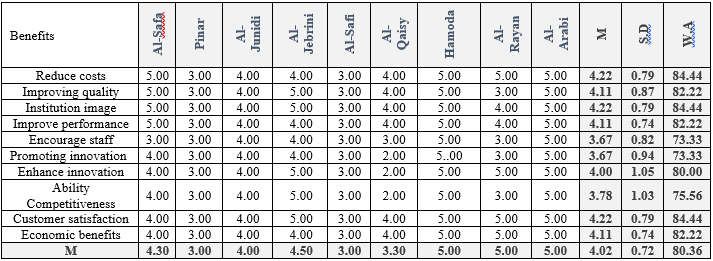 Benefits Al-Safa Pinar Al-Junidi Al-Jebrini Al-Safi Al-Qaisy Hamoda Al-Rayan Al-Arabi M S.D W.A
Reduce costs 5.00 3.00 4.00 4.00 3.00 4.00 5.00 5.00 5.00 4.22 0.79 84.44
Improving quality 5.00 3.00 4.00 5.00 3.00 4.00 5.00 3.00 5.00 4.11 0.87 82.22
Institution image 5.00 3.00 4.00 5.00 3.00 4.00 5.00 4.00 5.00 4.22 0.79 84.44
Improve performance 5.00 3.00 4.00 4.00 3.00 4.00 5.00 4.00 5.00 4.11 0.74 82.22
Encourage staff 3.00 3.00 4.00 4.00 3.00 3.00 5.00 3.00 5.00 3.67 0.82 73.33
Promoting innovation 4.00 3.00 4.00 4.00 3.00 2.00 5..00 3.00 5.00 3.67 0.94 73.33
Enhance innovation 4.00 3.00 4.00 5.00 3.00 2.00 5.00 5.00 5.00 4.00 1.05 80.00
Ability
Competitiveness 4.00 3.00 4.00 5.00 3.00 2.00 5.00 3.00 5.00 3.78 1.03 75.56
Customer satisfaction 4.00 3.00 4.00 5.00 3.00 4.00 5.00 5.00 5.00 4.22 0.79 84.44
Economic benefits 4.00 3.00 4.00 4.00 3.00 4.00 5.00 5.00 5.00 4.11 0.74 82.22
M 4.30 3.00 4.00 4.50 3.00 3.30 5.00 5.00 5.00 4.02 0.72 80.36